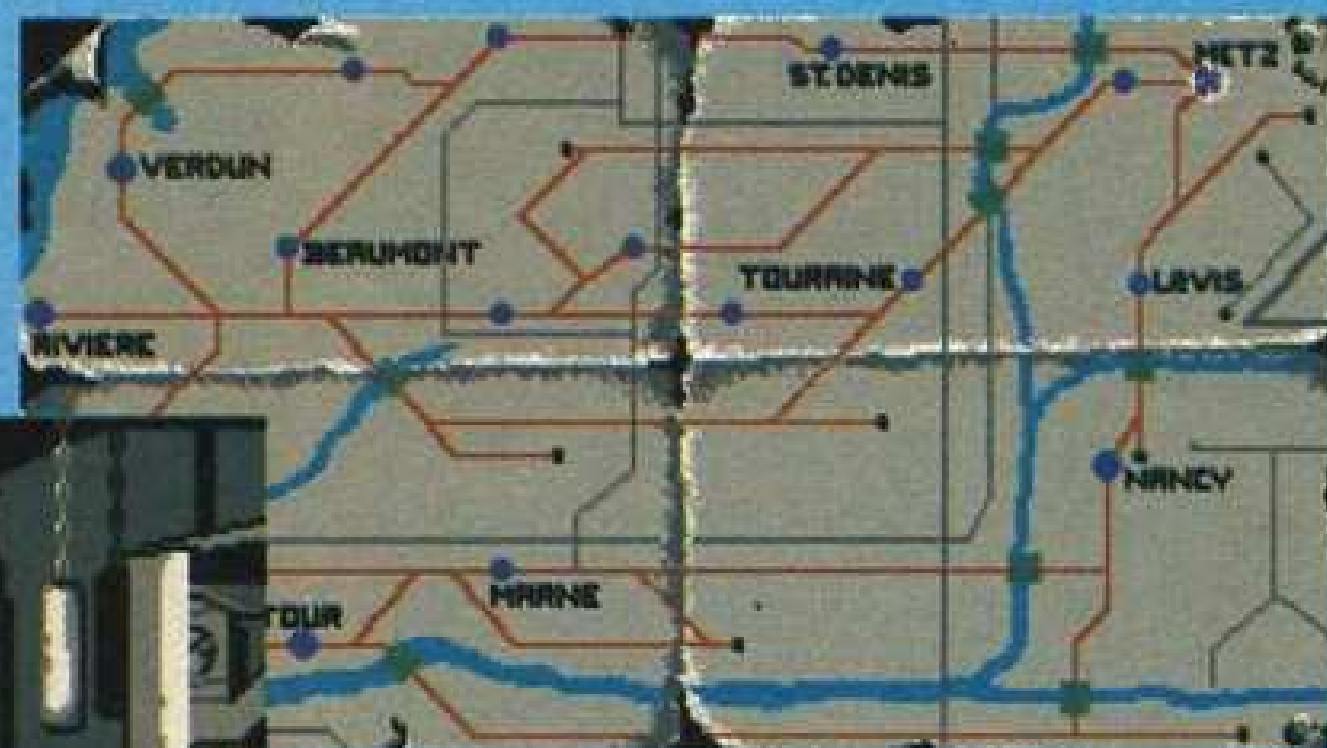 METZ
ST. DENIS
VERDUN
BEAUMONT
TOURAINE
LEVIS
RIVIERE
NANCY
MARNE
TOUR